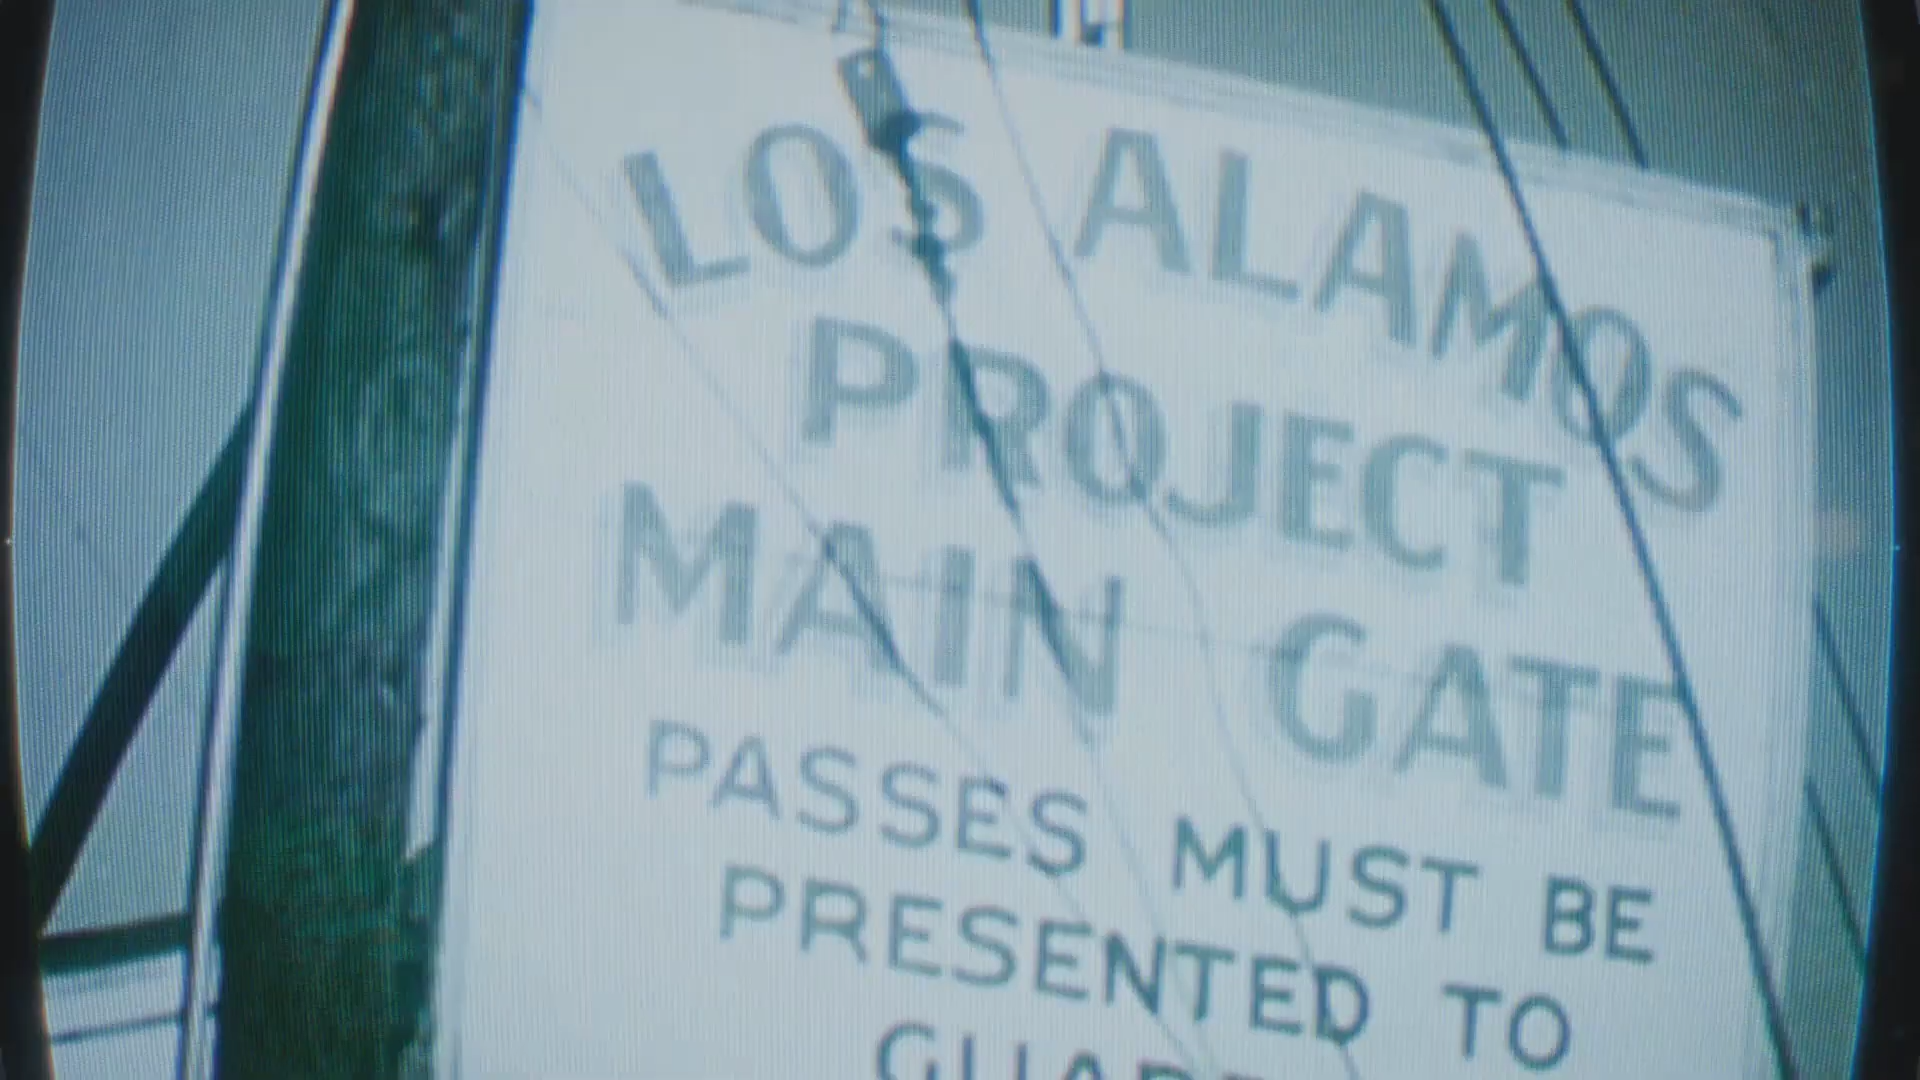 LOS ALAMOS
PROJECT
MAIN GATE
PASSES MUST BE
PRESENTED TO